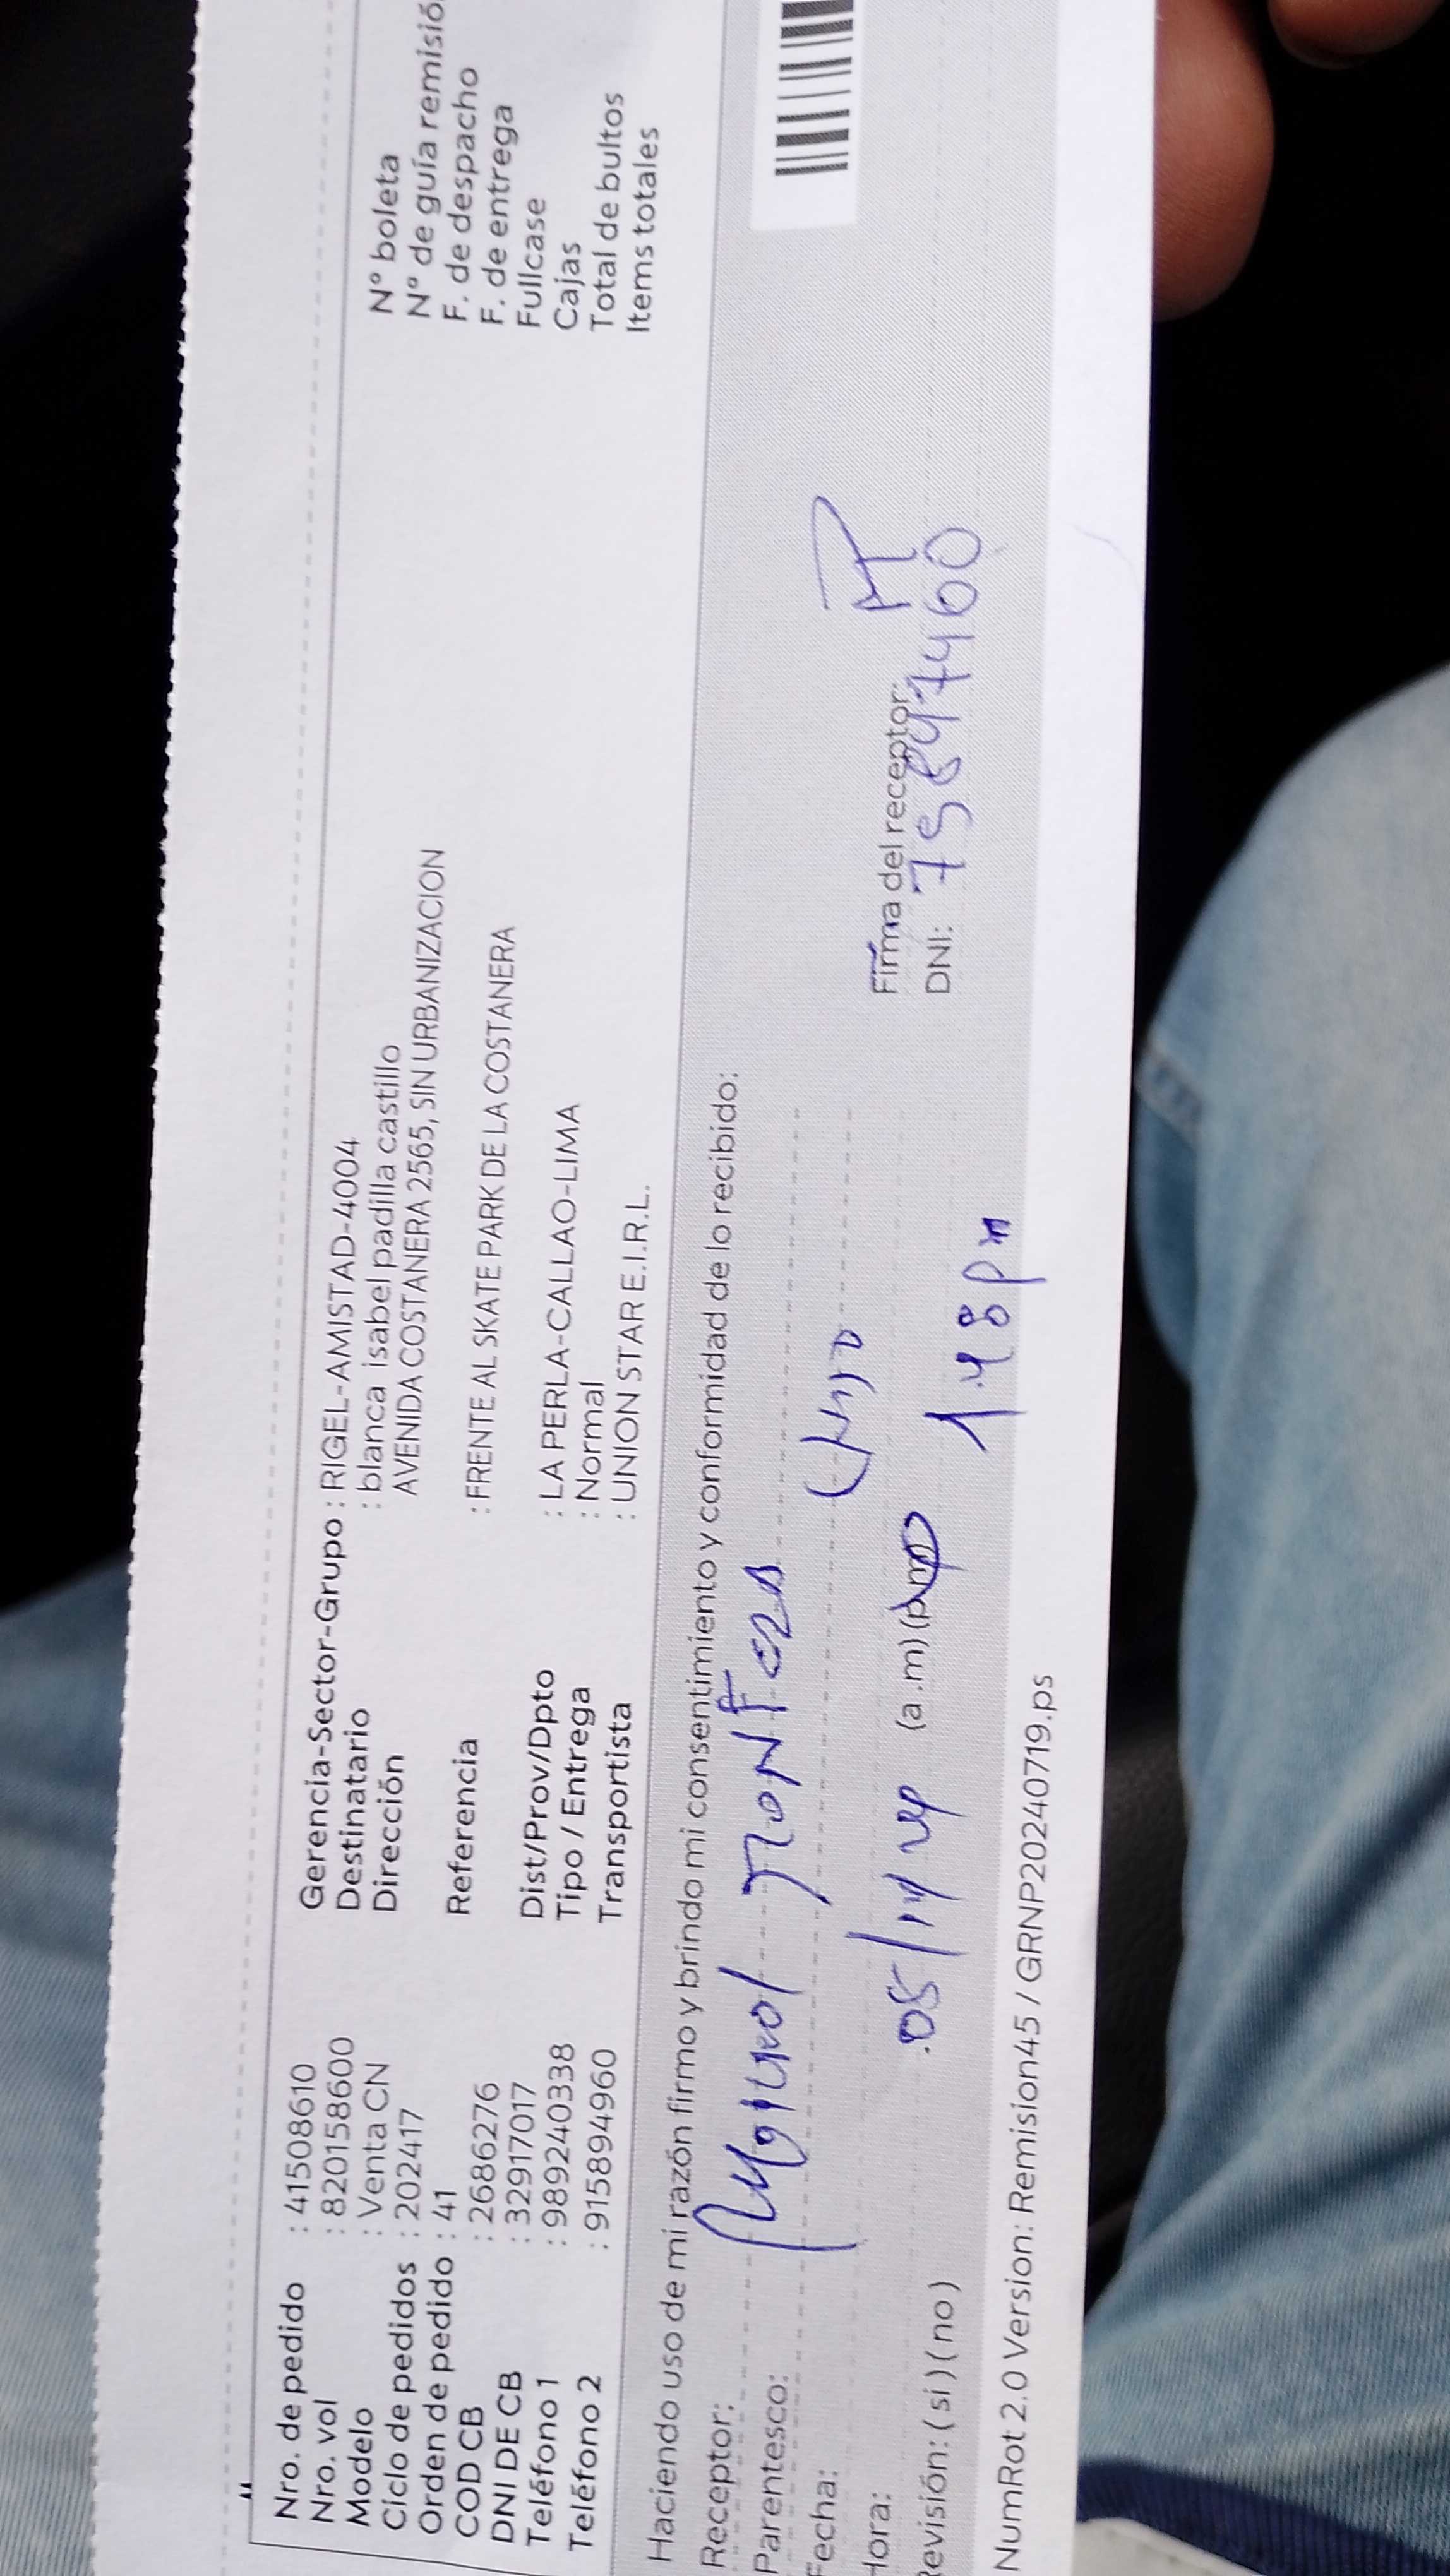 Nro. de pedido : 41508610
Nro. vol : 820158600
Modelo : Venta CN
Ciclo de pedidos : 202417
Orden de pedido : 41
COD CB : 2686276
DNI DE CB : 32917017
Teléfono 1 : 989240338
Teléfono 2 : 915894960
Gerencia-Sector-Grupo : RIGEL-AMISTAD-4004
Destinatario : blanca isabel padilla castillo
Dirección AVENIDA COSTANERA 2565, SIN URBANIZACION
Referencia : FRENTE AL SKATE PARK DE LA COSTANERA
Dist/Prov/Dpto : LA PERLA-CALLAO-LIMA
Tipo / Entrega : Normal
Transportista : UNION STAR E.I.R.L.
Nº boleta
Nº de guía remisió
F. de despacho
F. de entrega
Fullcase
Cajas
Total de bultos
Items totales
Haciendo uso de mi razón firmo y brindo mi consentimiento y conformidad de lo recibido:
Receptor:
Parentesco:
Fecha:
Hora: (a.m) (p.m) 1.48 pm
Revisión: (si) (no)
Firma del receptor:
DNI:
NumRot 2.0 Version: Remision45 / GRNP20240719.ps